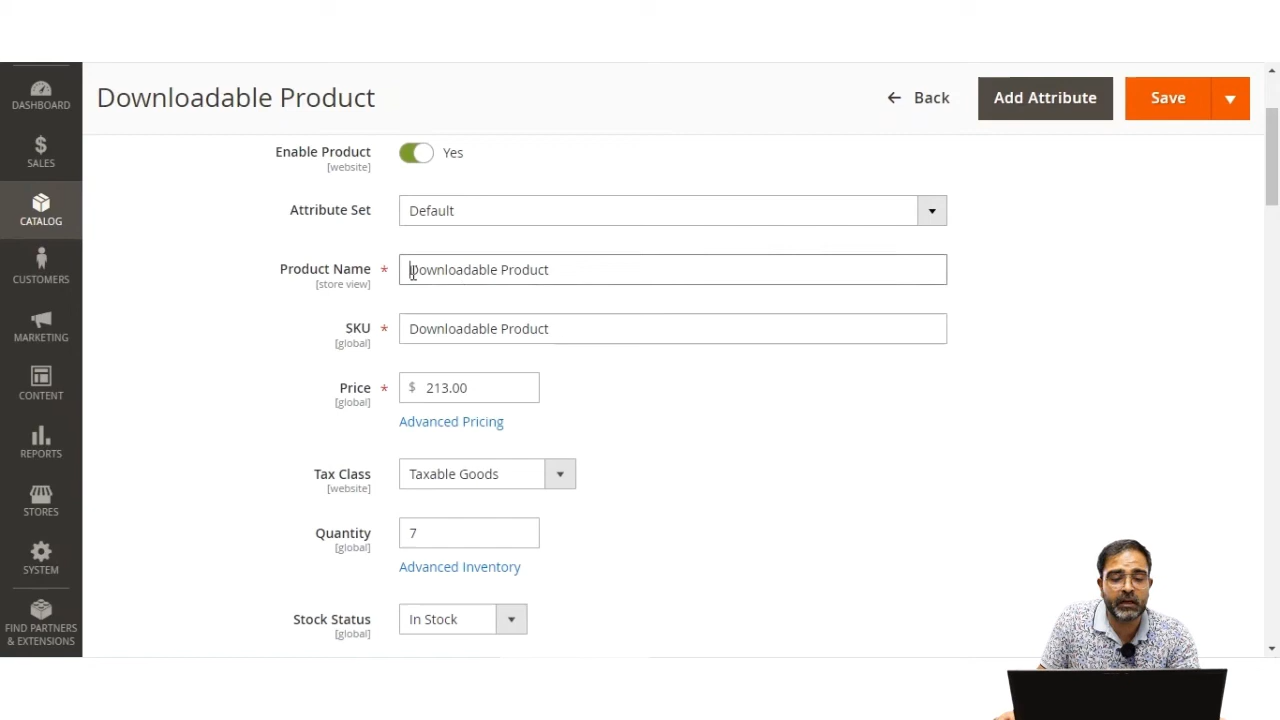 Downloadable Product
← Back
Add Attribute
Save
DASHBOARD
SALES
CATALOG
CUSTOMERS
MARKETING
CONTENT
REPORTS
STORES
SYSTEM
FIND PARTNERS
& EXTENSIONS
Enable Product
[website]
Yes
Attribute Set
Default
Product Name *
[store view]
Downloadable Product
SKU *
[global]
Downloadable Product
Price *
[global]
$ 213.00
Advanced Pricing
Tax Class
[website]
Taxable Goods
Quantity
[global]
7
Advanced Inventory
Stock Status
[global]
In Stock